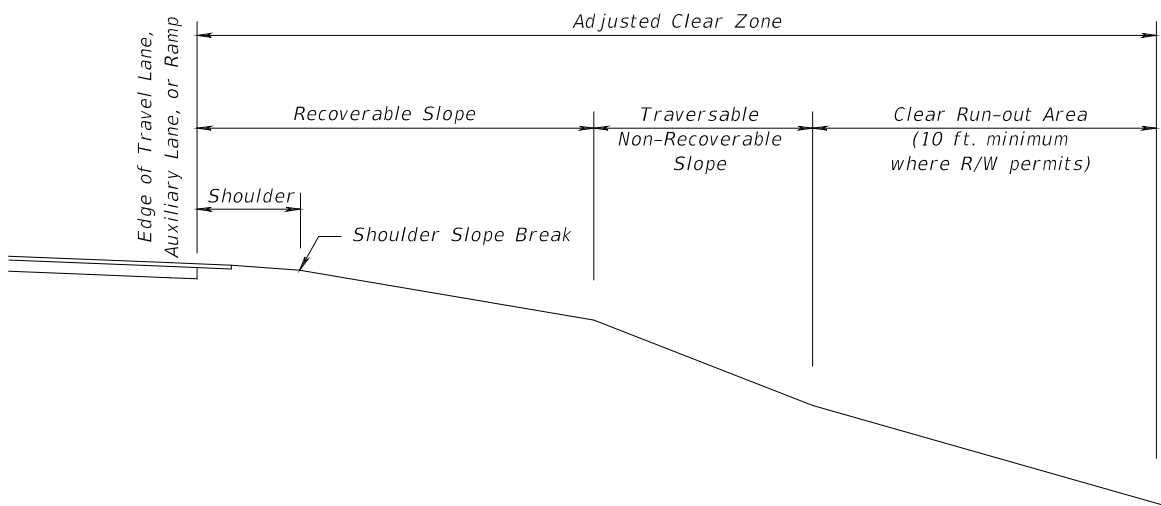 Adjusted Clear Zone
Edge of Travel Lane,
Auxiliary Lane, or Ramp
Recoverable Slope
Traversable
Non-Recoverable
Slope
Clear Run-out Area
(10 ft. minimum
where R/W permits)
Shoulder
Shoulder Slope Break